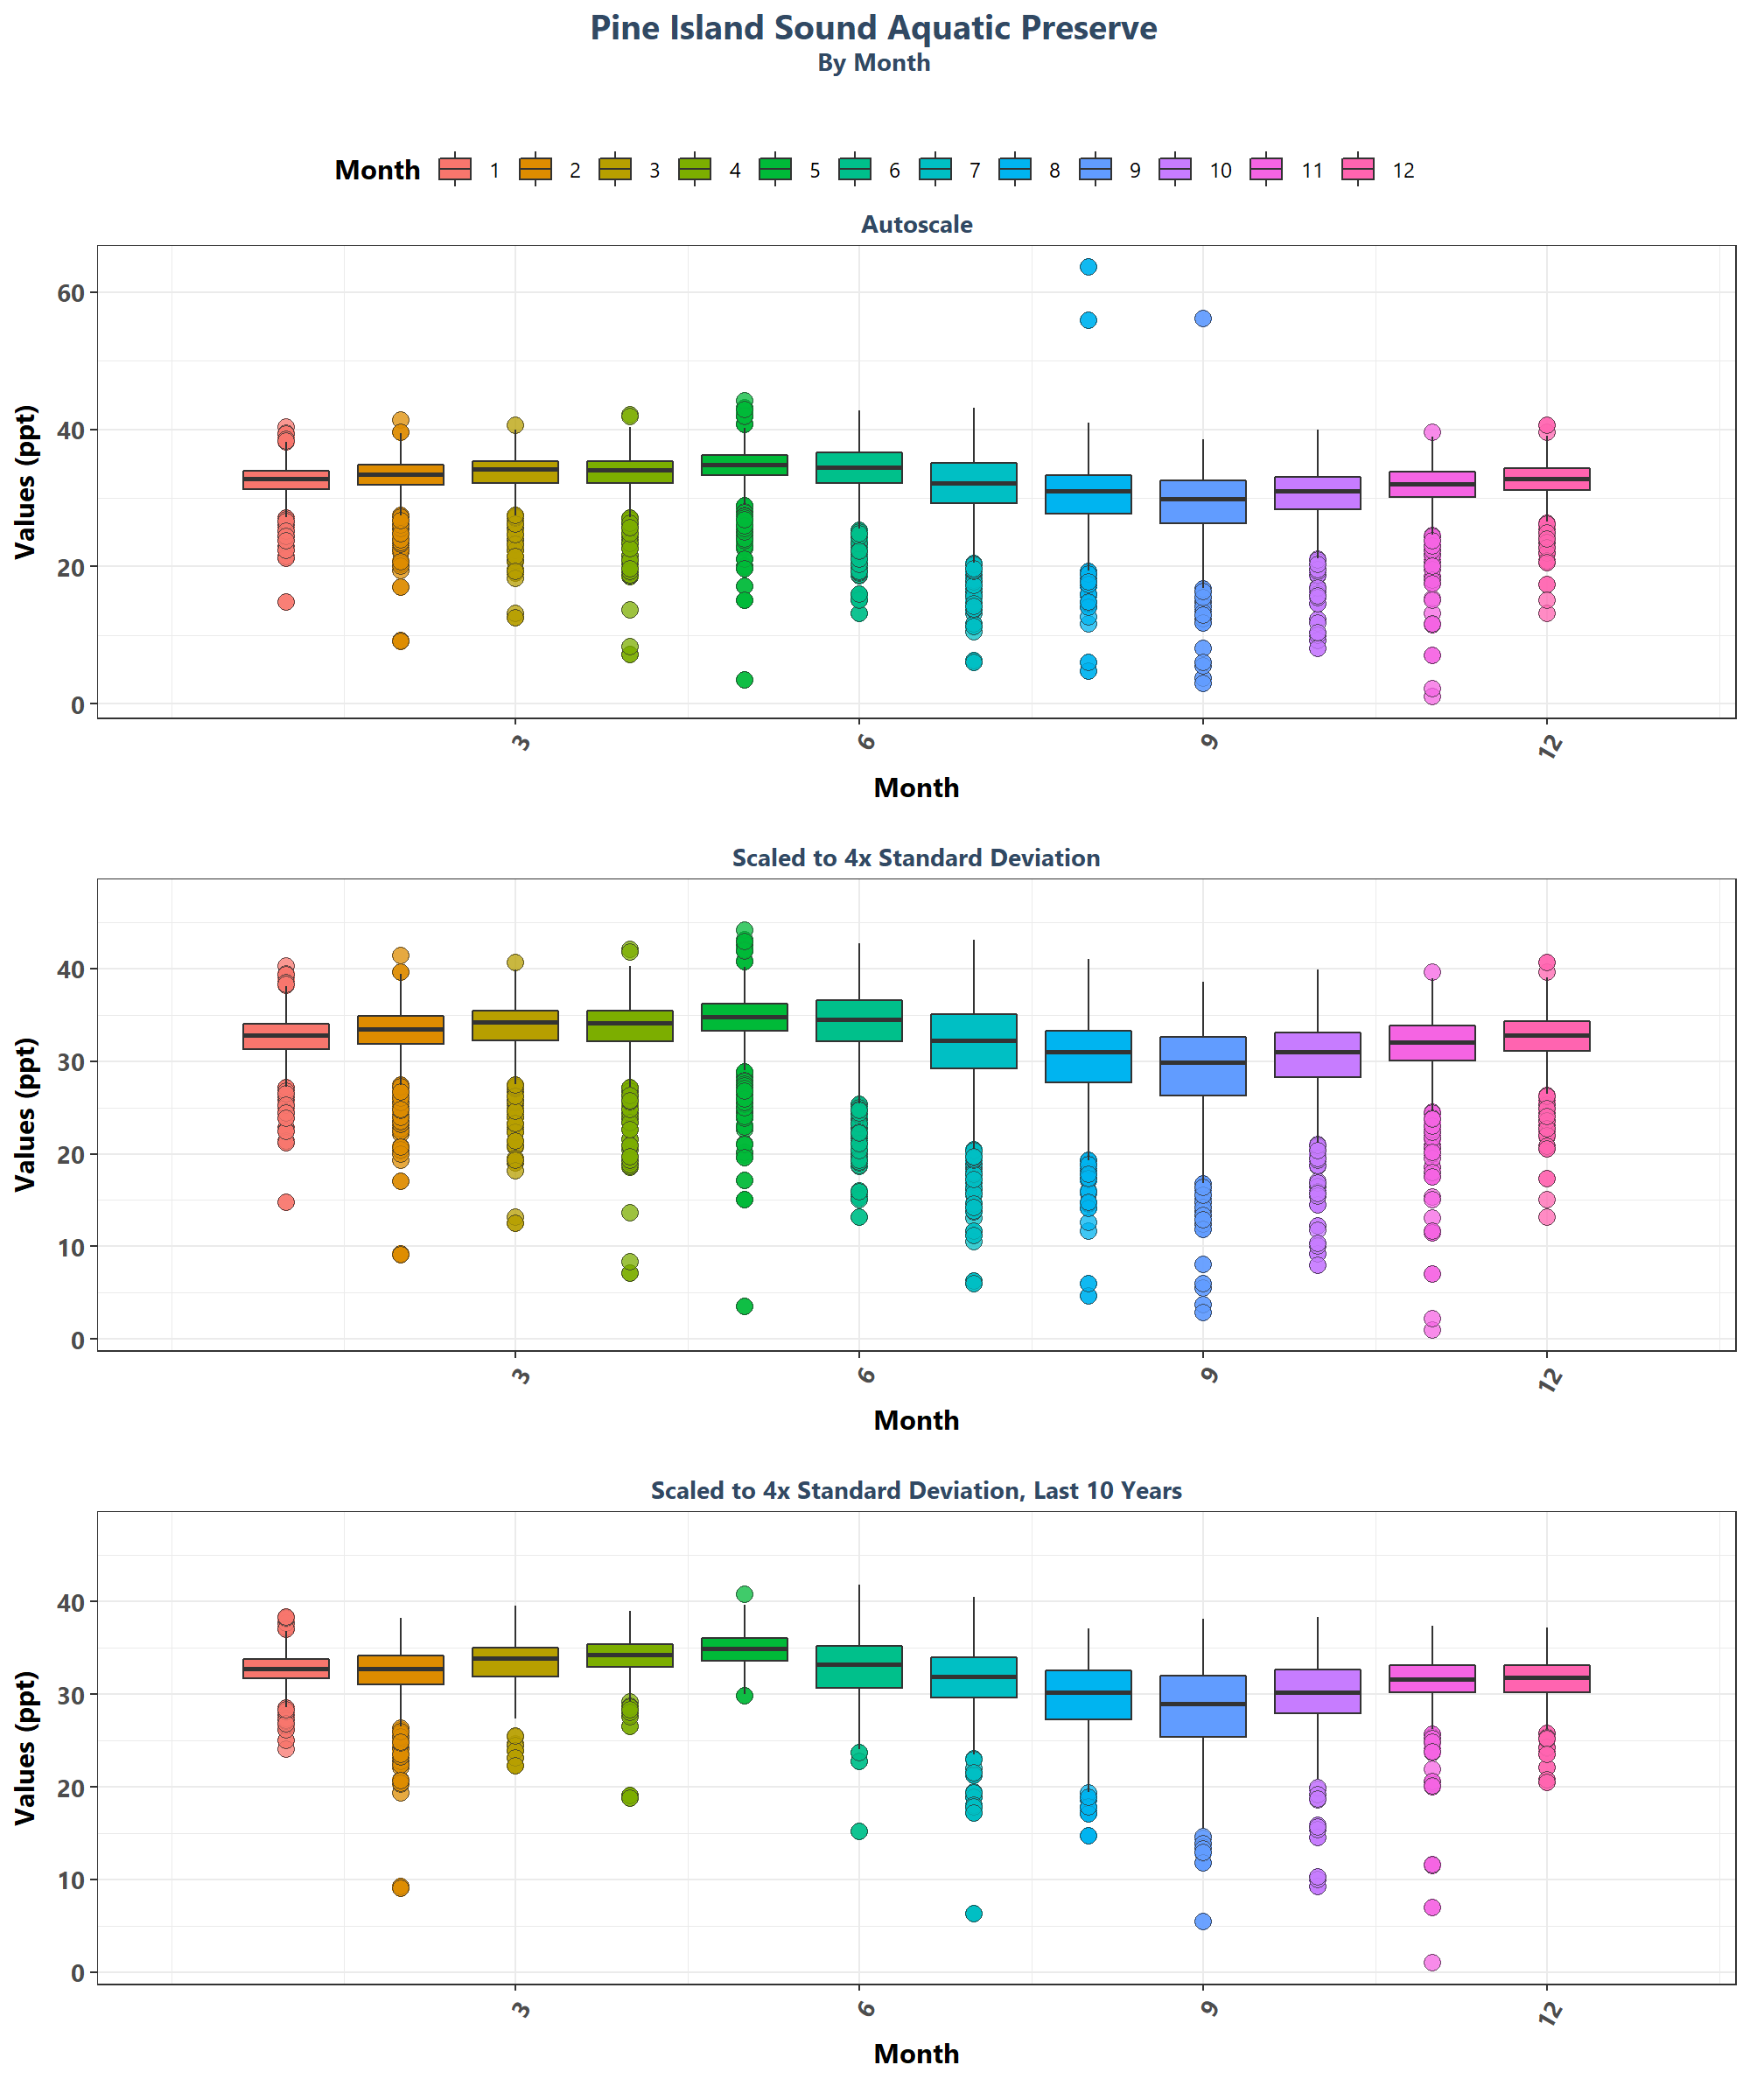 Pine Island Sound Aquatic Preserve
By Month
Month 1 2 3 4 5 6 7 8 9 10 11 12
Autoscale
Values (ppt)
60
40
20
0
3 6 9 12
Month
Scaled to 4x Standard Deviation
Values (ppt)
40
30
20
10
0
3 6 9 12
Month
Scaled to 4x Standard Deviation, Last 10 Years
Values (ppt)
40
30
20
10
0
3 6 9 12
Month